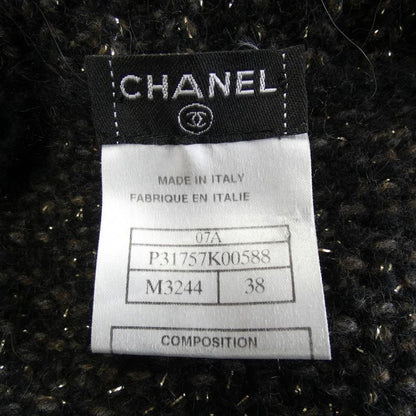 CHANEL
MADE IN ITALY
FABRIQUE EN ITALIE
07A
P31757K00588
M3244 38
COMPOSITION